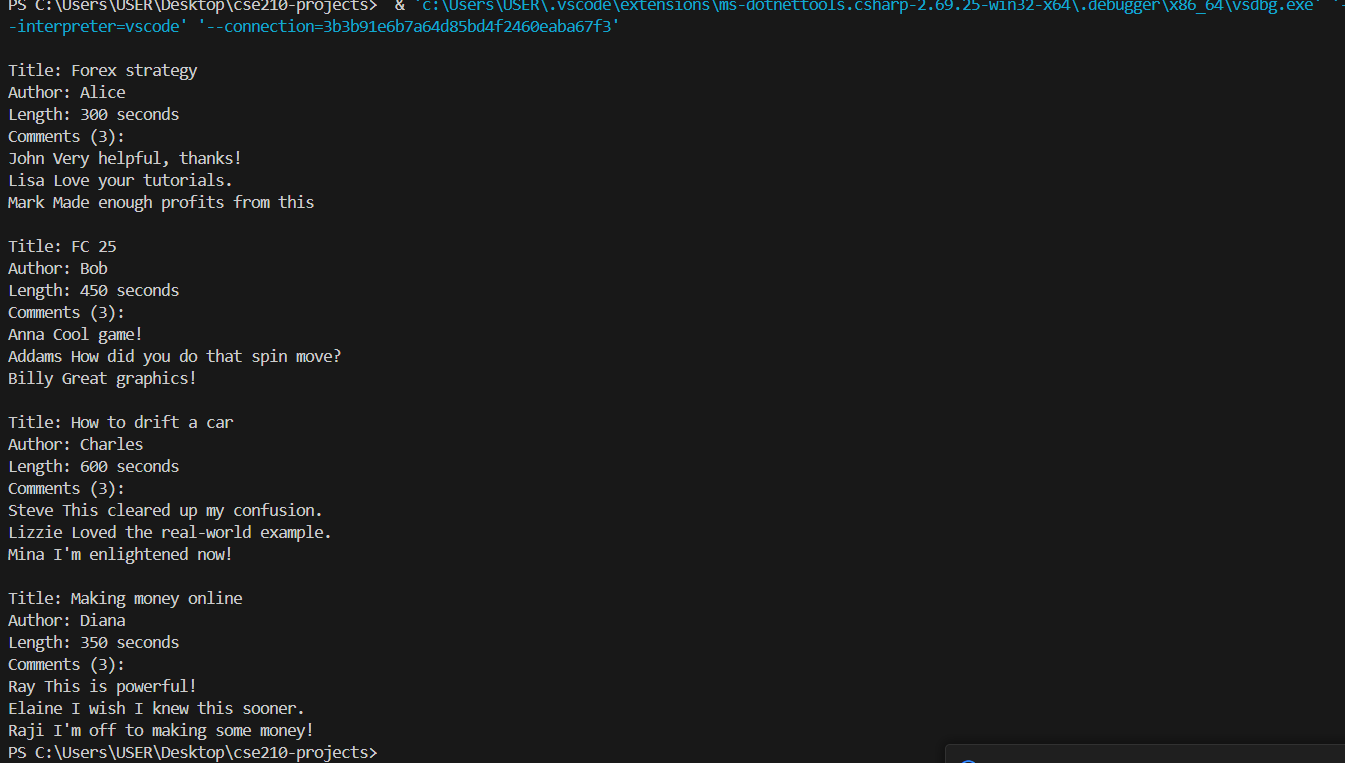 PS C:\Users\USER\Desktop\cse210-projects>  & 'c:\Users\USER\.vscode\extensions\ms-dotnettools.csharp-2.69.25-win32-x64\.debugger\x86_64\vsdbg.exe' '-
-interpreter=vscode' '--connection=3b3b91e6b7a64d85bd4f2460eaba67f3'
Title: Forex strategy
Author: Alice
Length: 300 seconds
Comments (3):
John Very helpful, thanks!
Lisa Love your tutorials.
Mark Made enough profits from this
Title: FC 25
Author: Bob
Length: 450 seconds
Comments (3):
Anna Cool game!
Addams How did you do that spin move?
Billy Great graphics!
Title: How to drift a car
Author: Charles
Length: 600 seconds
Comments (3):
Steve This cleared up my confusion.
Lizzie Loved the real-world example.
Mina I'm enlightened now!
Title: Making money online
Author: Diana
Length: 350 seconds
Comments (3):
Ray This is powerful!
Elaine I wish I knew this sooner.
Raji I'm off to making some money!
PS C:\Users\USER\Desktop\cse210-projects>